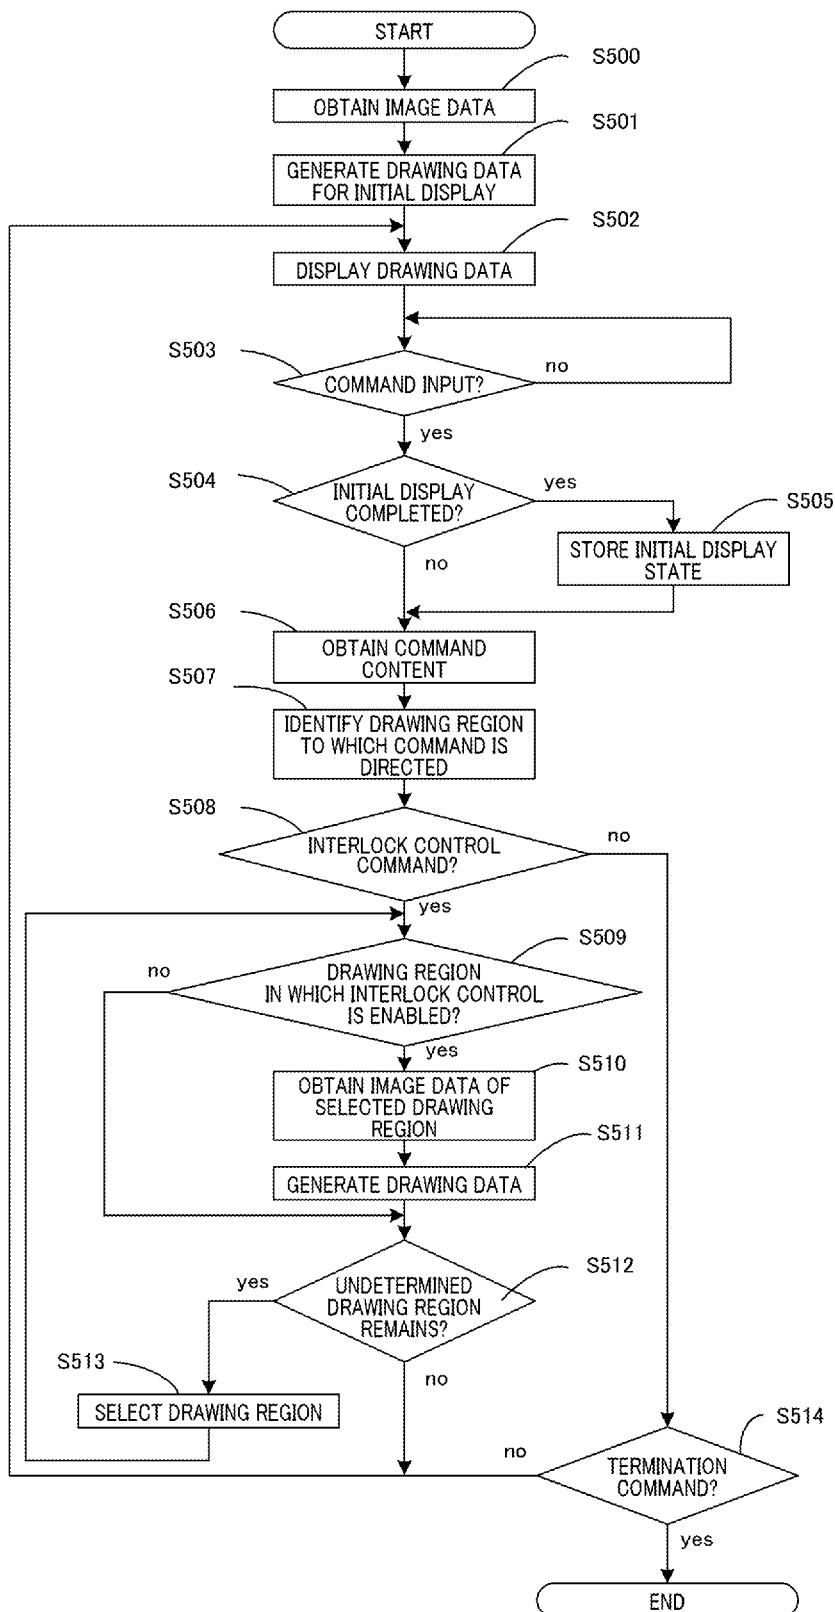 START
S500
OBTAIN IMAGE DATA
S501
GENERATE DRAWING DATA
FOR INITIAL DISPLAY
S502
DISPLAY DRAWING DATA
S503
COMMAND INPUT?
no
yes
S504
INITIAL DISPLAY
COMPLETED?
yes
S505
STORE INITIAL DISPLAY
STATE
no
S506
OBTAIN COMMAND
CONTENT
S507
IDENTIFY DRAWING REGION
TO WHICH COMMAND IS
DIRECTED
S508
INTERLOCK CONTROL
COMMAND?
no
yes
S509
no
DRAWING REGION
IN WHICH INTERLOCK CONTROL
IS ENABLED?
yes
S510
OBTAIN IMAGE DATA OF
SELECTED DRAWING
REGION
S511
GENERATE DRAWING DATA
S512
yes
UNDETERMINED
DRAWING REGION
REMAINS?
S513
no
SELECT DRAWING REGION
S514
no
TERMINATION
COMMAND?
yes
END